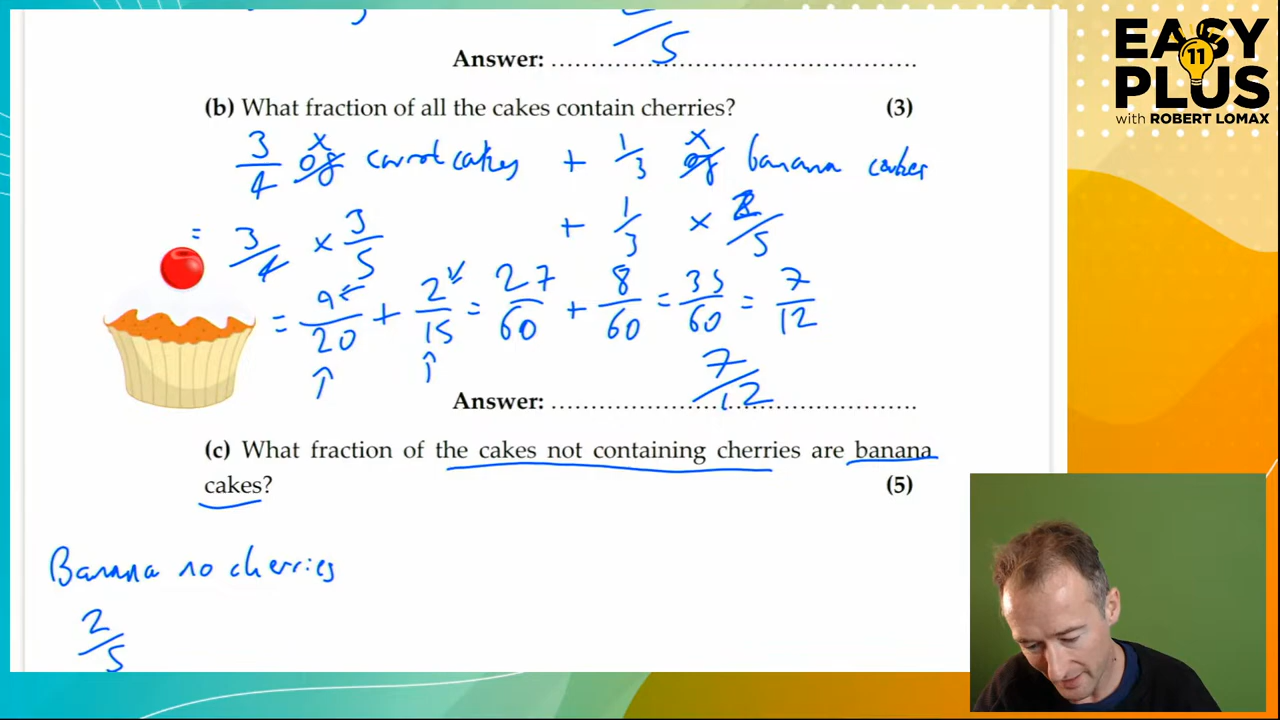 EASY
11
PLUS
with ROBERT LOMAX
5
Answer: ........................................
(b) What fraction of all the cakes contain cherries? (3)
3/4 of × carrot cakes + 1/3 of × banana cakes
= 3/4 × 3/5 + 1/3 × 2/5
= 9/20 + 2/15 = 27/60 + 8/60 = 35/60 = 7/12
7/12
Answer: ........................................
(c) What fraction of the cakes not containing cherries are banana
cakes? (5)
Banana no cherries
2/5